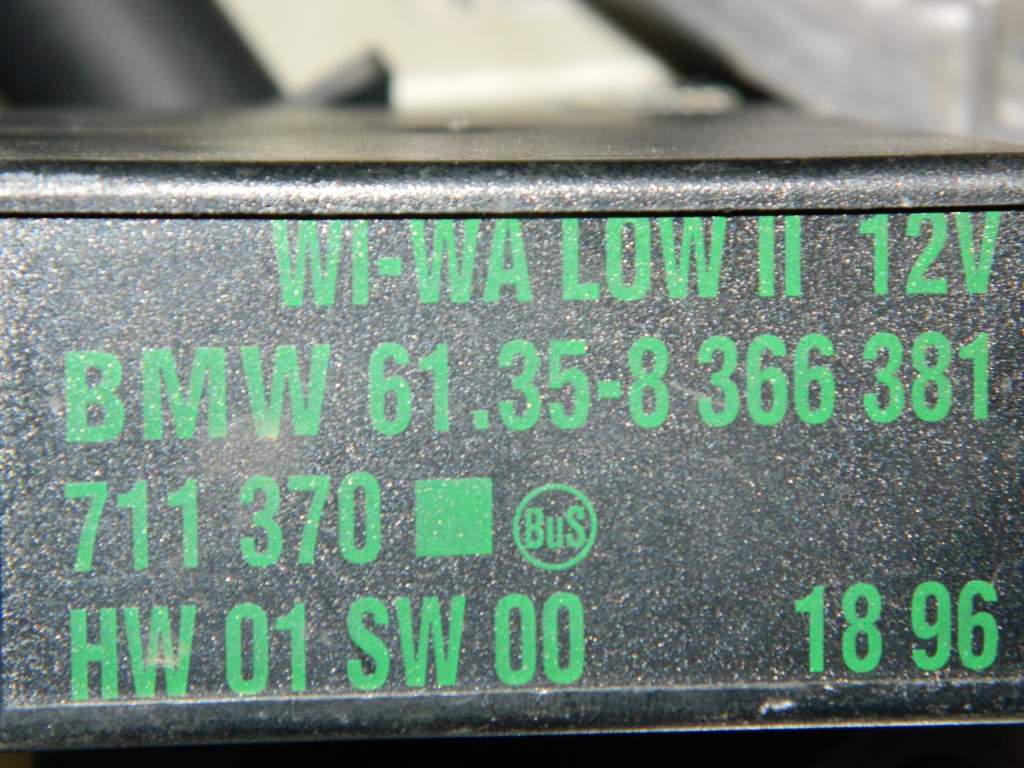 WI-WA LOW II 12V
BMW 61.35-8 366 381
711 370 BuS
HW 01 SW 00 18 96